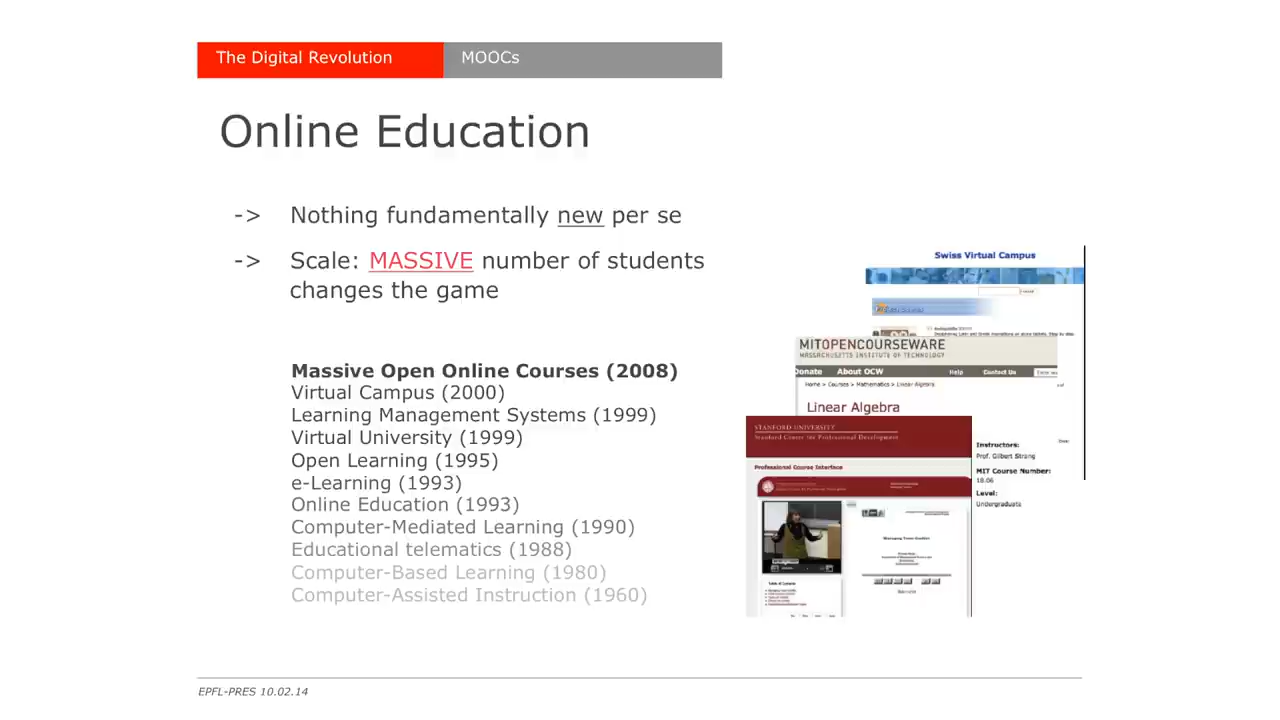 The Digital Revolution
MOOCs
Online Education
-> Nothing fundamentally new per se
-> Scale: MASSIVE number of students
changes the game
Massive Open Online Courses (2008)
Virtual Campus (2000)
Learning Management Systems (1999)
Virtual University (1999)
Open Learning (1995)
e-Learning (1993)
Online Education (1993)
Computer-Mediated Learning (1990)
Educational telematics (1988)
Computer-Based Learning (1980)
Computer-Assisted Instruction (1960)
Swiss Virtual Campus
MITOPENCOURSEWARE
MASSACHUSETTS INSTITUTE OF TECHNOLOGY
Donate About OCW Help Contact Us
Home > Courses > Mathematics > Linear Algebra
Linear Algebra
STANFORD UNIVERSITY
Stanford Center for Professional Development
Professional Course Interface
Instructors:
Prof. Gilbert Strang
MIT Course Number:
18.06
Level:
Undergraduate
Table of Contents
EPFL-PRES 10.02.14